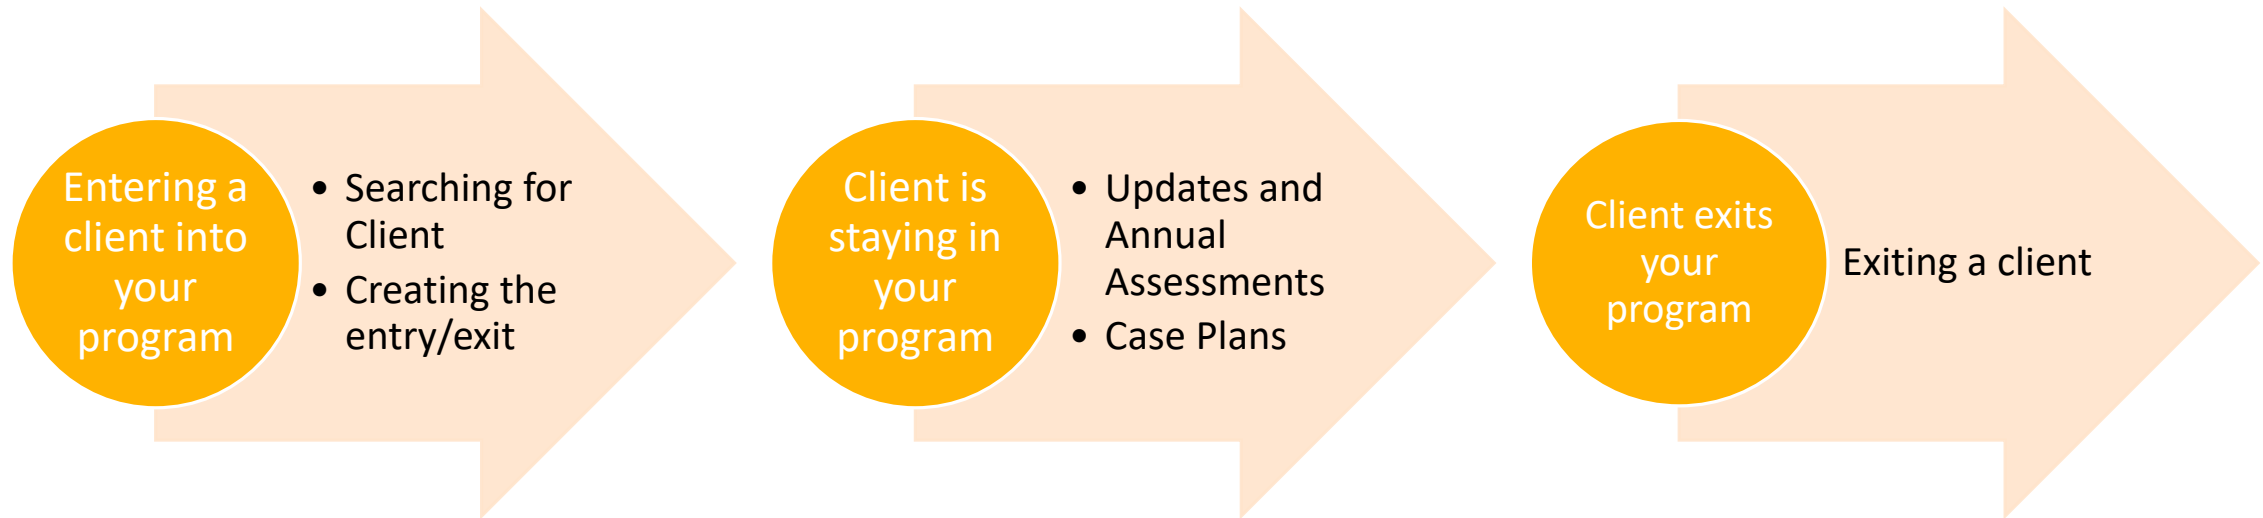 Entering a
client into
your
program
• Searching for
Client
• Creating the
entry/exit
Client is
staying in
your
program
• Updates and
Annual
Assessments
• Case Plans
Client exits
your
program
Exiting a client